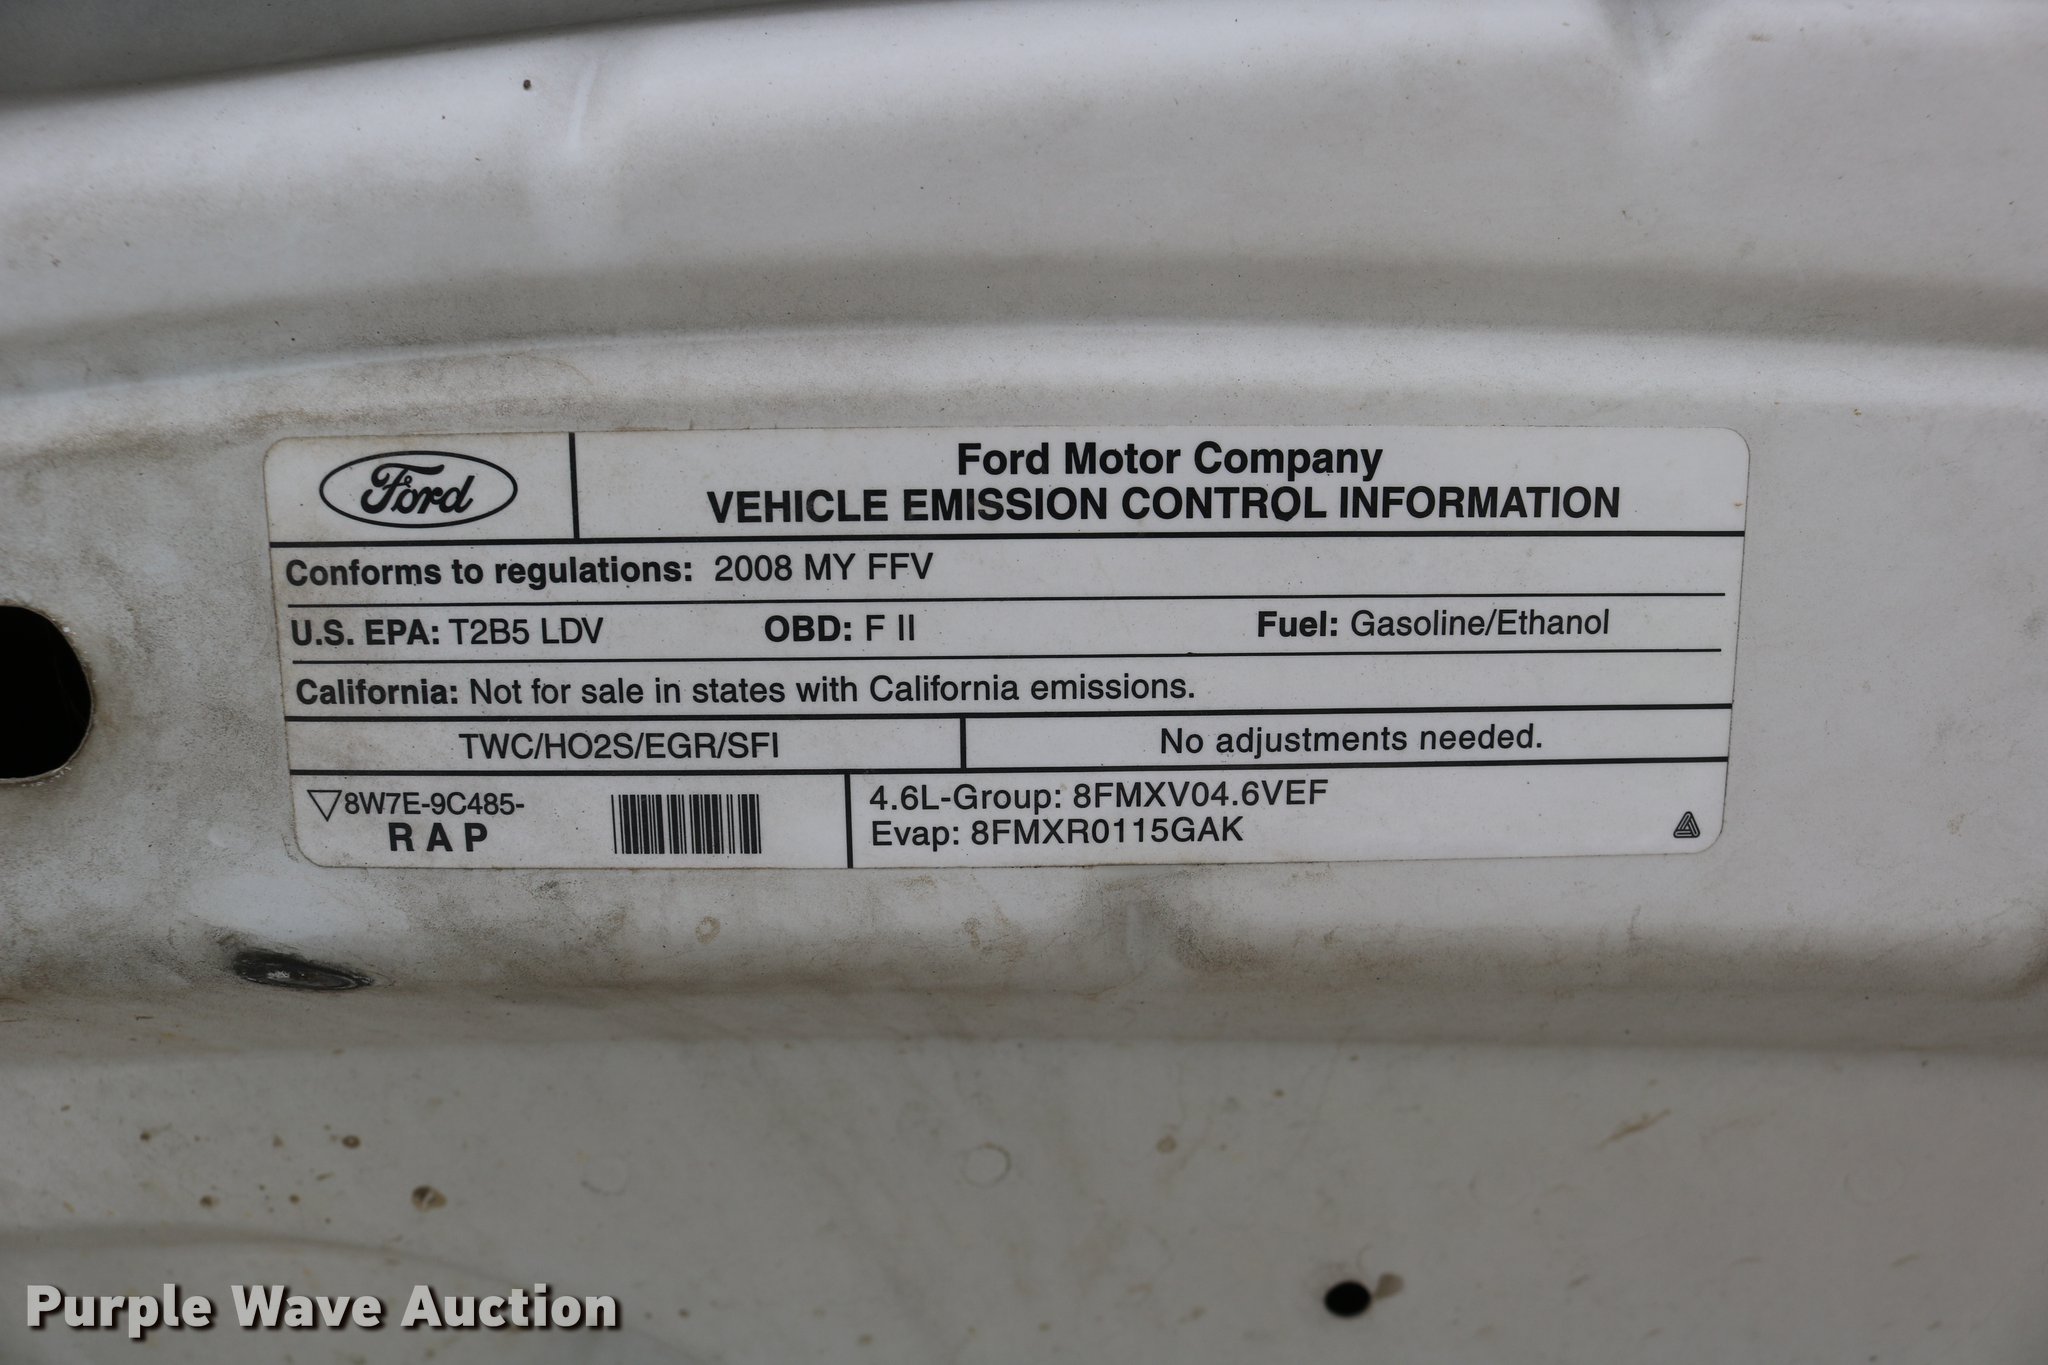 Ford
Ford Motor Company
VEHICLE EMISSION CONTROL INFORMATION
Conforms to regulations: 2008 MY FFV
U.S. EPA: T2B5 LDV OBD: F II Fuel: Gasoline/Ethanol
California: Not for sale in states with California emissions.
TWC/HO2S/EGR/SFI
No adjustments needed.
8W7E-9C485-
R A P
4.6L-Group: 8FMXV04.6VEF
Evap: 8FMXR0115GAK
Purple Wave Auction